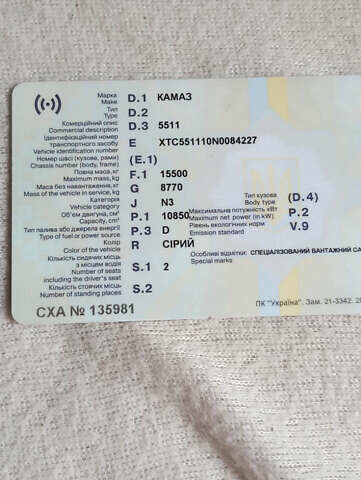 Марка D.1 КАМАЗ
Make
Тип D.2
Type
Комерційний опис D.3 5511
Commercial description
Ідентифікаційний номер
транспортного засобу E XTC551110N0084227
Vehicle identification number
Номер шасі (кузова, рами) (E.1)
Chassis number (body, frame)
Повна маса, кг F.1 15500
Maximum mass, kg
Маса без навантаження, кг G 8770
Mass of the vehicle in service, kg
Категорія J N3 Тип кузова (D.4)
Vehicle category Body type
Об'єм двигуна, см³ P.1 10850 Максимальна потужність кВт P.2
Capacity Maximum net power (in kW)
Тип палива або джерела енергії P.3 D Рівень екологічних норм V.9
Type of fuel or power source Emission standard
Колір R СІРИЙ
Color of the vehicle
Кількість сидячих місць Особливі відмітки: СПЕЦІАЛІЗОВАНИЙ ВАНТАЖНИЙ СА
з місцем водія S.1 2 Special marks
Number of seats
including the driver's seat
Кількість стоячих місць S.2
Number of standing places
СХА № 135981 ПК "Україна". Зам. 21-3342. 20